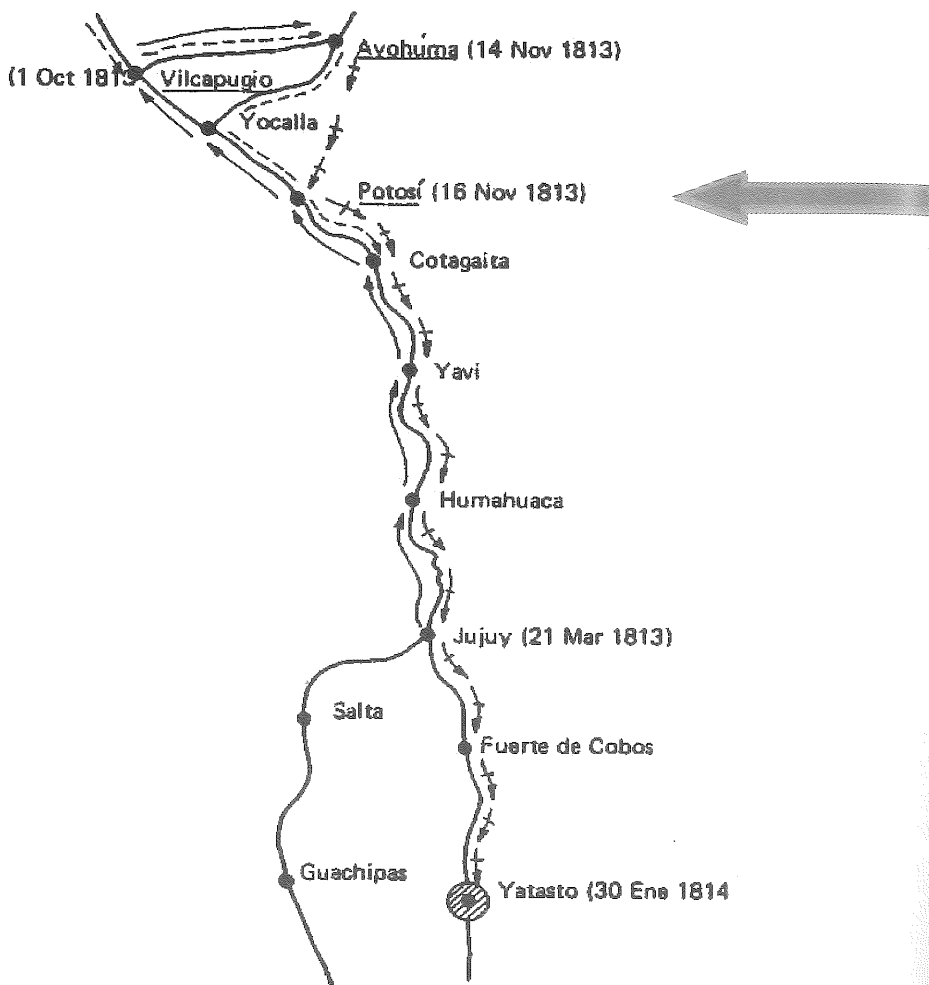 Ayohúma (14 Nov 1813)
(1 Oct 1813 Vilcapugio
Yocalla
Potosí (16 Nov 1813)
Cotagaita
Yavi
Humahuaca
Jujuy (21 Mar 1813)
Salta
Fuerte de Cobos
Guachipas
Yatasto (30 Ene 1814